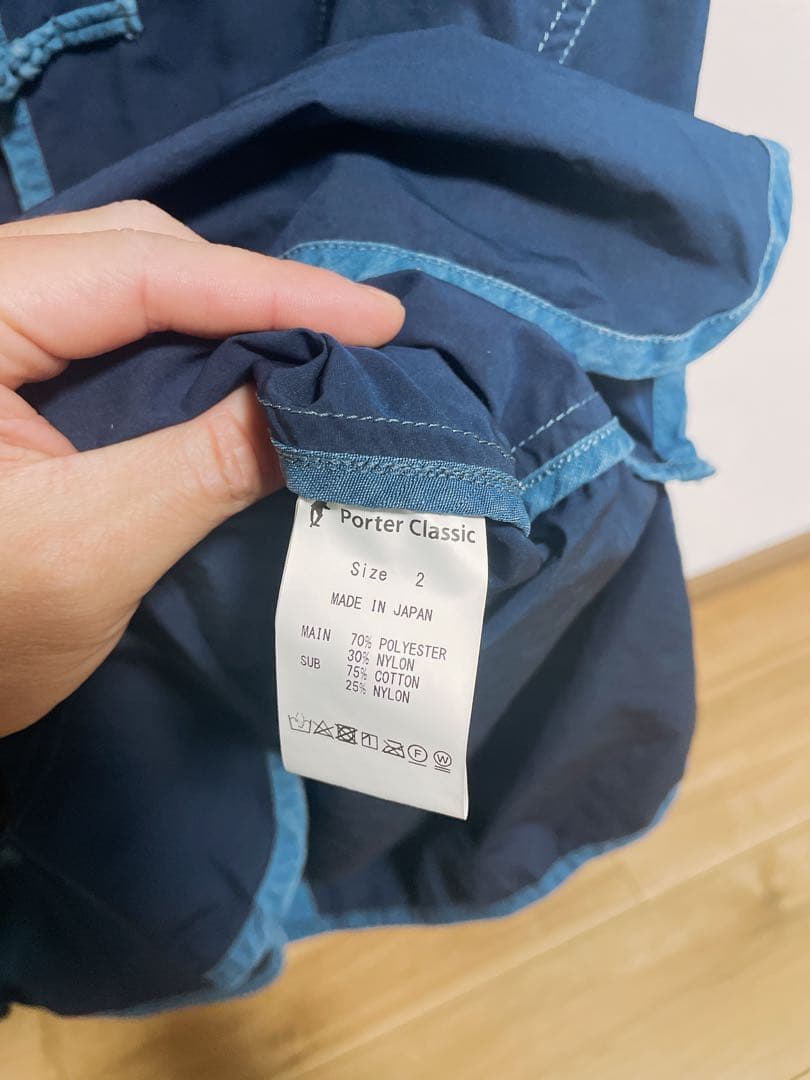 Porter Classic
Size 2
MADE IN JAPAN
MAIN 70% POLYESTER
30% NYLON
SUB 75% COTTON
25% NYLON
F W